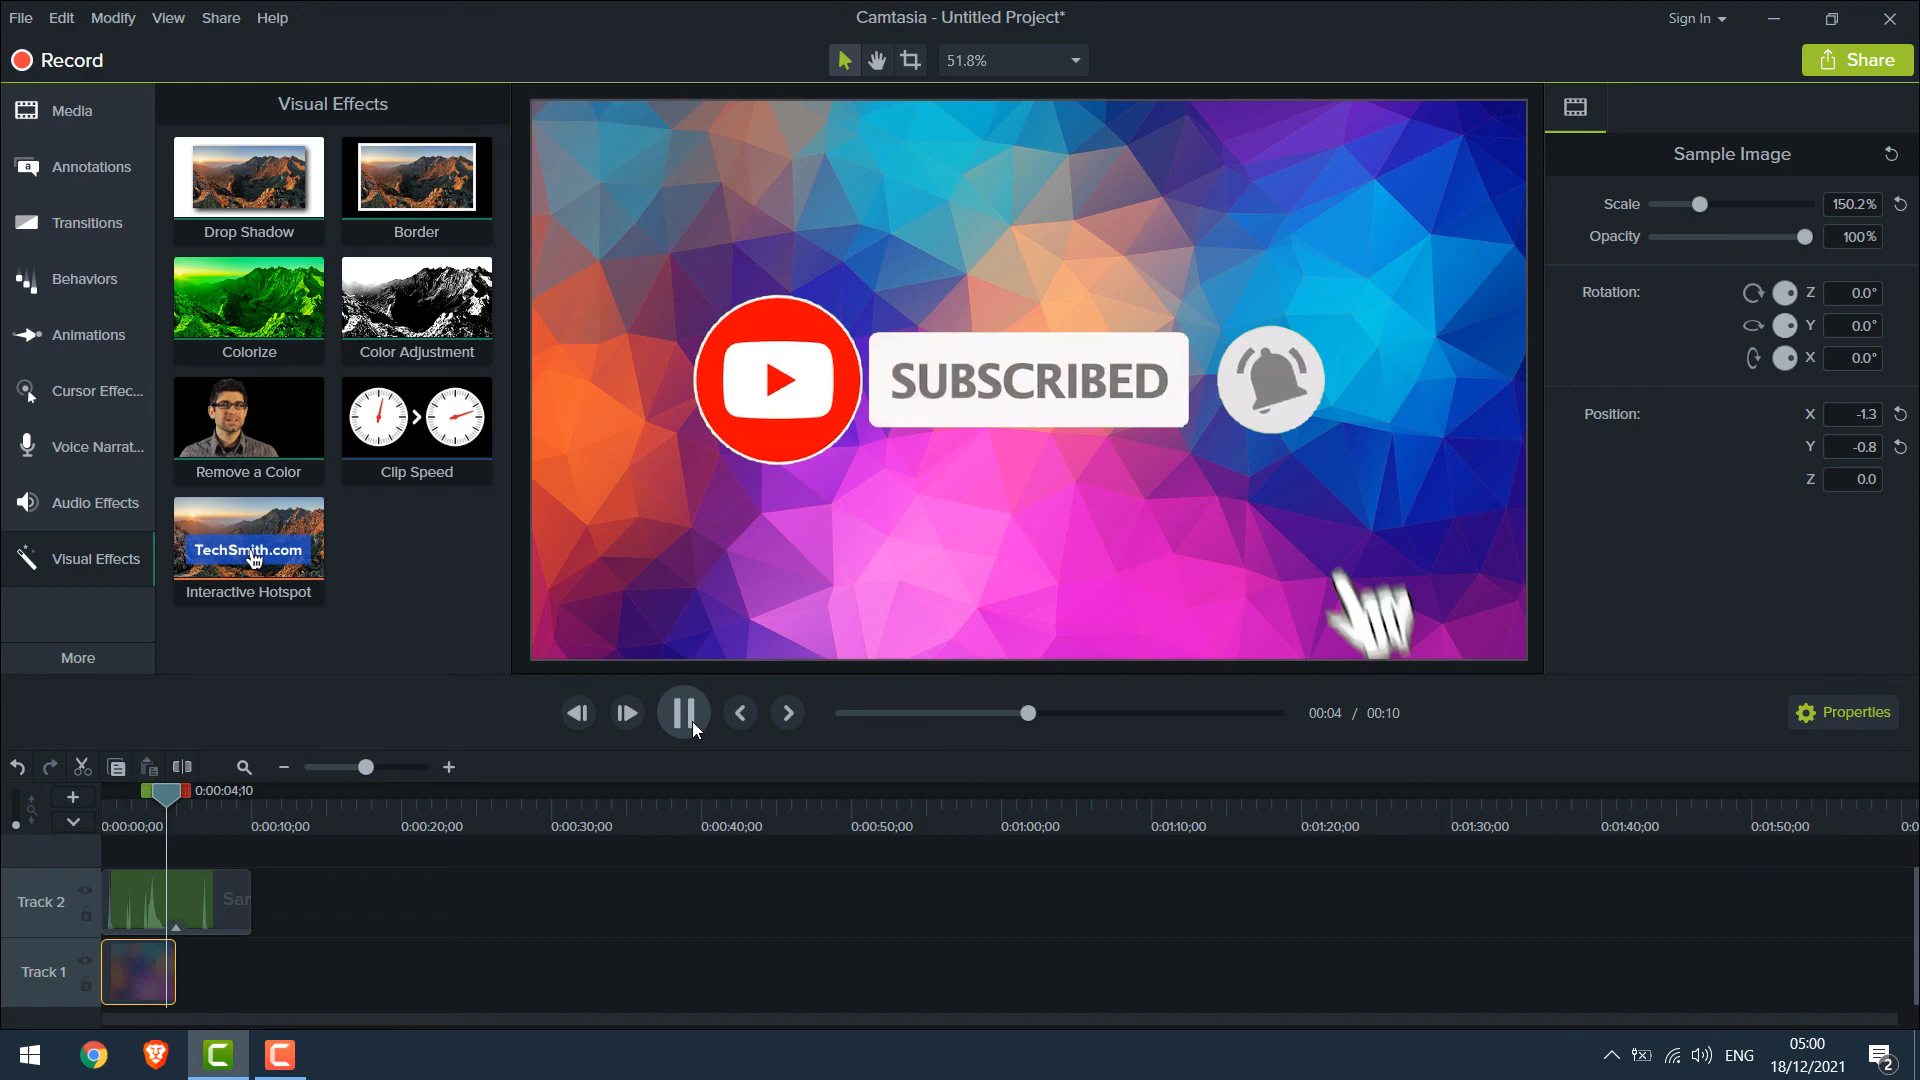 File Edit Modify View Share Help
Camtasia - Untitled Project*
Sign In
Record
51.8%
Share
Media
Annotations
Transitions
Behaviors
Animations
Cursor Effec...
Voice Narrat...
Audio Effects
Visual Effects
More
Visual Effects
Drop Shadow Border
Colorize Color Adjustment
Remove a Color Clip Speed
TechSmith.com
Interactive Hotspot
SUBSCRIBED
Sample Image
Scale 150.2%
Opacity 100%
Rotation: Z 0.0°
Y 0.0°
X 0.0°
Position: X -1.3
Y -0.8
Z 0.0
00:04 / 00:10
Properties
0:00:04;10
0:00:00;00 0:00:10;00 0:00:20;00 0:00:30;00 0:00:40;00 0:00:50;00 0:01:00;00 0:01:10;00 0:01:20;00 0:01:30;00 0:01:40;00 0:01:50;00 0:0
Track 2
Sar
Track 1
ENG
05:00
18/12/2021
2